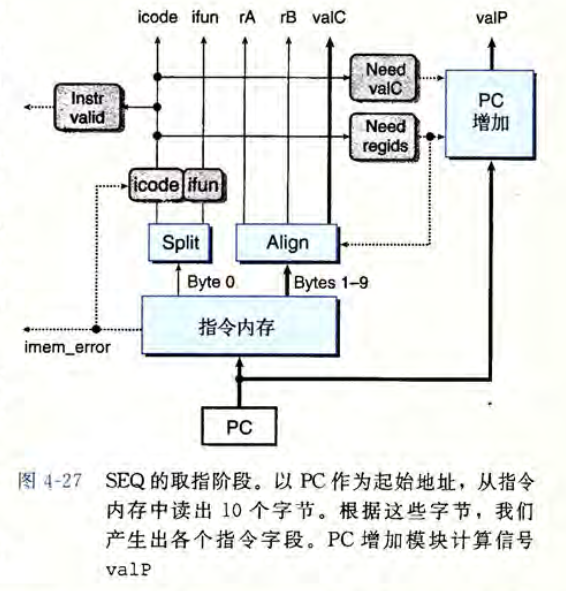 icode ifun rA rB valC valP
Need
valC
Instr
valid
PC
增加
Need
regids
icode ifun
Split Align
Byte 0 Bytes 1–9
指令内存
imem_error
PC
图 4-27 SEQ 的取指阶段。以 PC 作为起始地址，从指令
内存中读出 10 个字节。根据这些字节，我们
产生出各个指令字段。PC 增加模块计算信号
valP